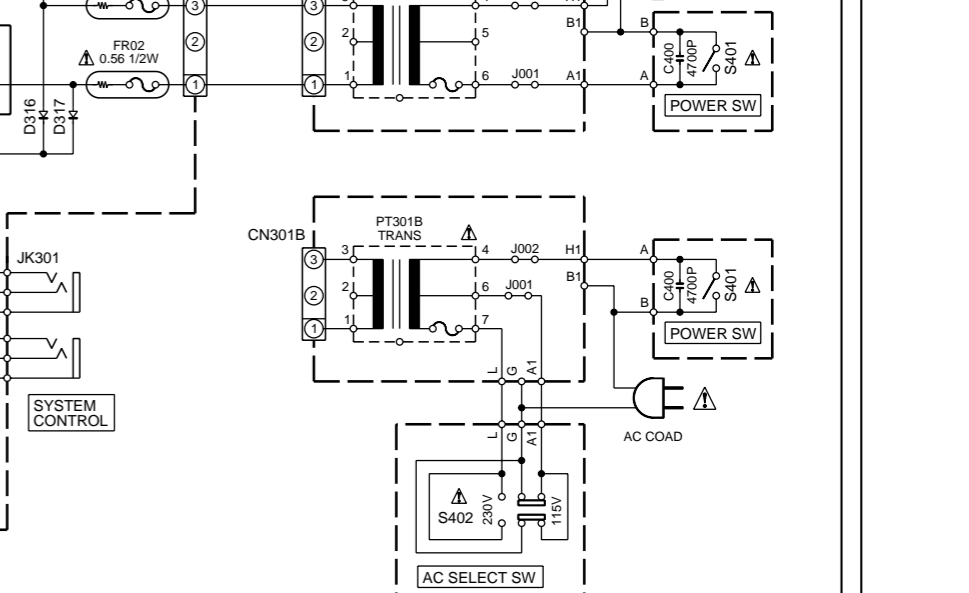 3
3
4
H1
2
2
2
5
B1
B
C400
4700P
S401
FR02
0.56 1/2W
1
1
1
6
J001
A1
A
POWER SW
D316
D317
PT301B
TRANS
CN301B
3
3
4
J002
H1
A
JK301
B1
C400
4700P
S401
2
2
6
J001
B
1
1
7
POWER SW
L
G
A1
SYSTEM
CONTROL
L
G
A1
AC COAD
S402
230V
115V
AC SELECT SW